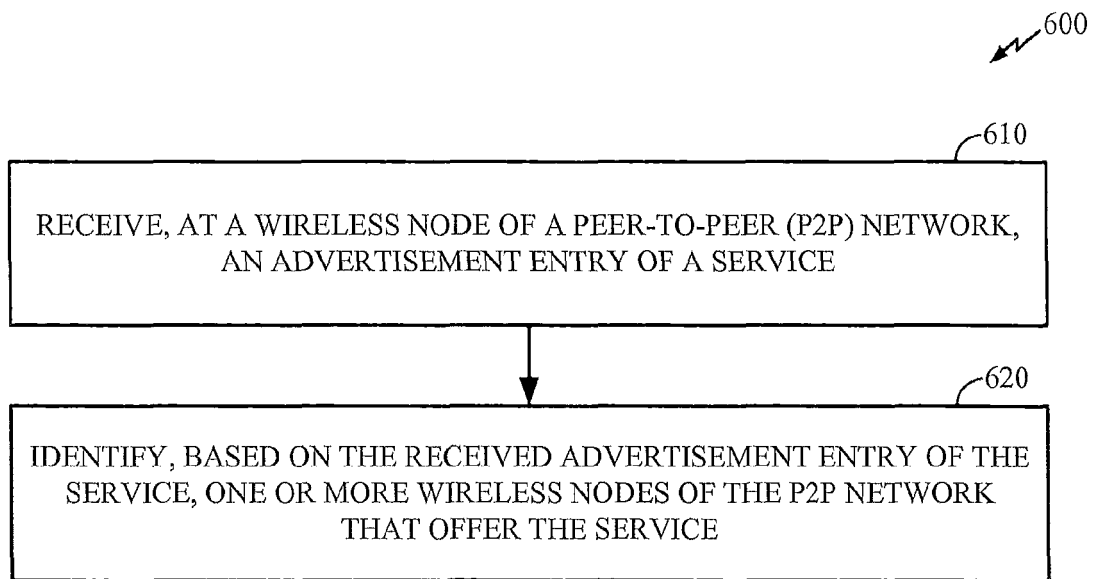 600
610
RECEIVE, AT A WIRELESS NODE OF A PEER-TO-PEER (P2P) NETWORK,
AN ADVERTISEMENT ENTRY OF A SERVICE
620
IDENTIFY, BASED ON THE RECEIVED ADVERTISEMENT ENTRY OF THE
SERVICE, ONE OR MORE WIRELESS NODES OF THE P2P NETWORK
THAT OFFER THE SERVICE